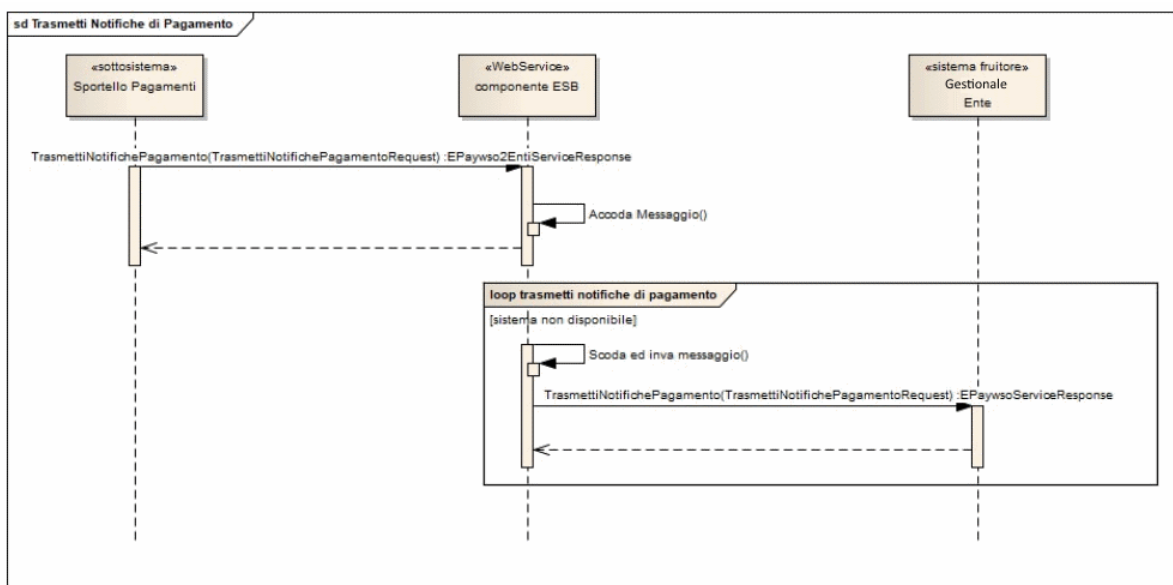 sd Trasmetti Notifiche di Pagamento
«sottosistema»
Sportello Pagamenti
«WebService»
componente ESB
«sistema fruitore»
Gestionale
Ente
TrasmettiNotifichePagamento(TrasmettiNotifichePagamentoRequest) :EPaywso2EntiServiceResponse
Accoda Messaggio()
loop trasmetti notifiche di pagamento
[sistema non disponibile]
Scoda ed inva messaggio()
TrasmettiNotifichePagamento(TrasmettiNotifichePagamentoRequest) :EPaywsoServiceResponse